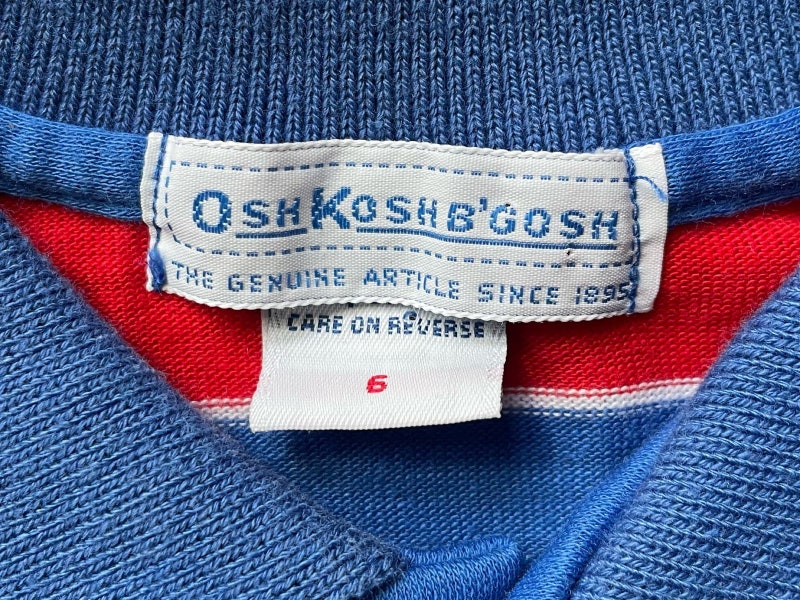 OSHKOSH B'GOSH
THE GENUINE ARTICLE SINCE 1895
CARE ON REVERSE
6